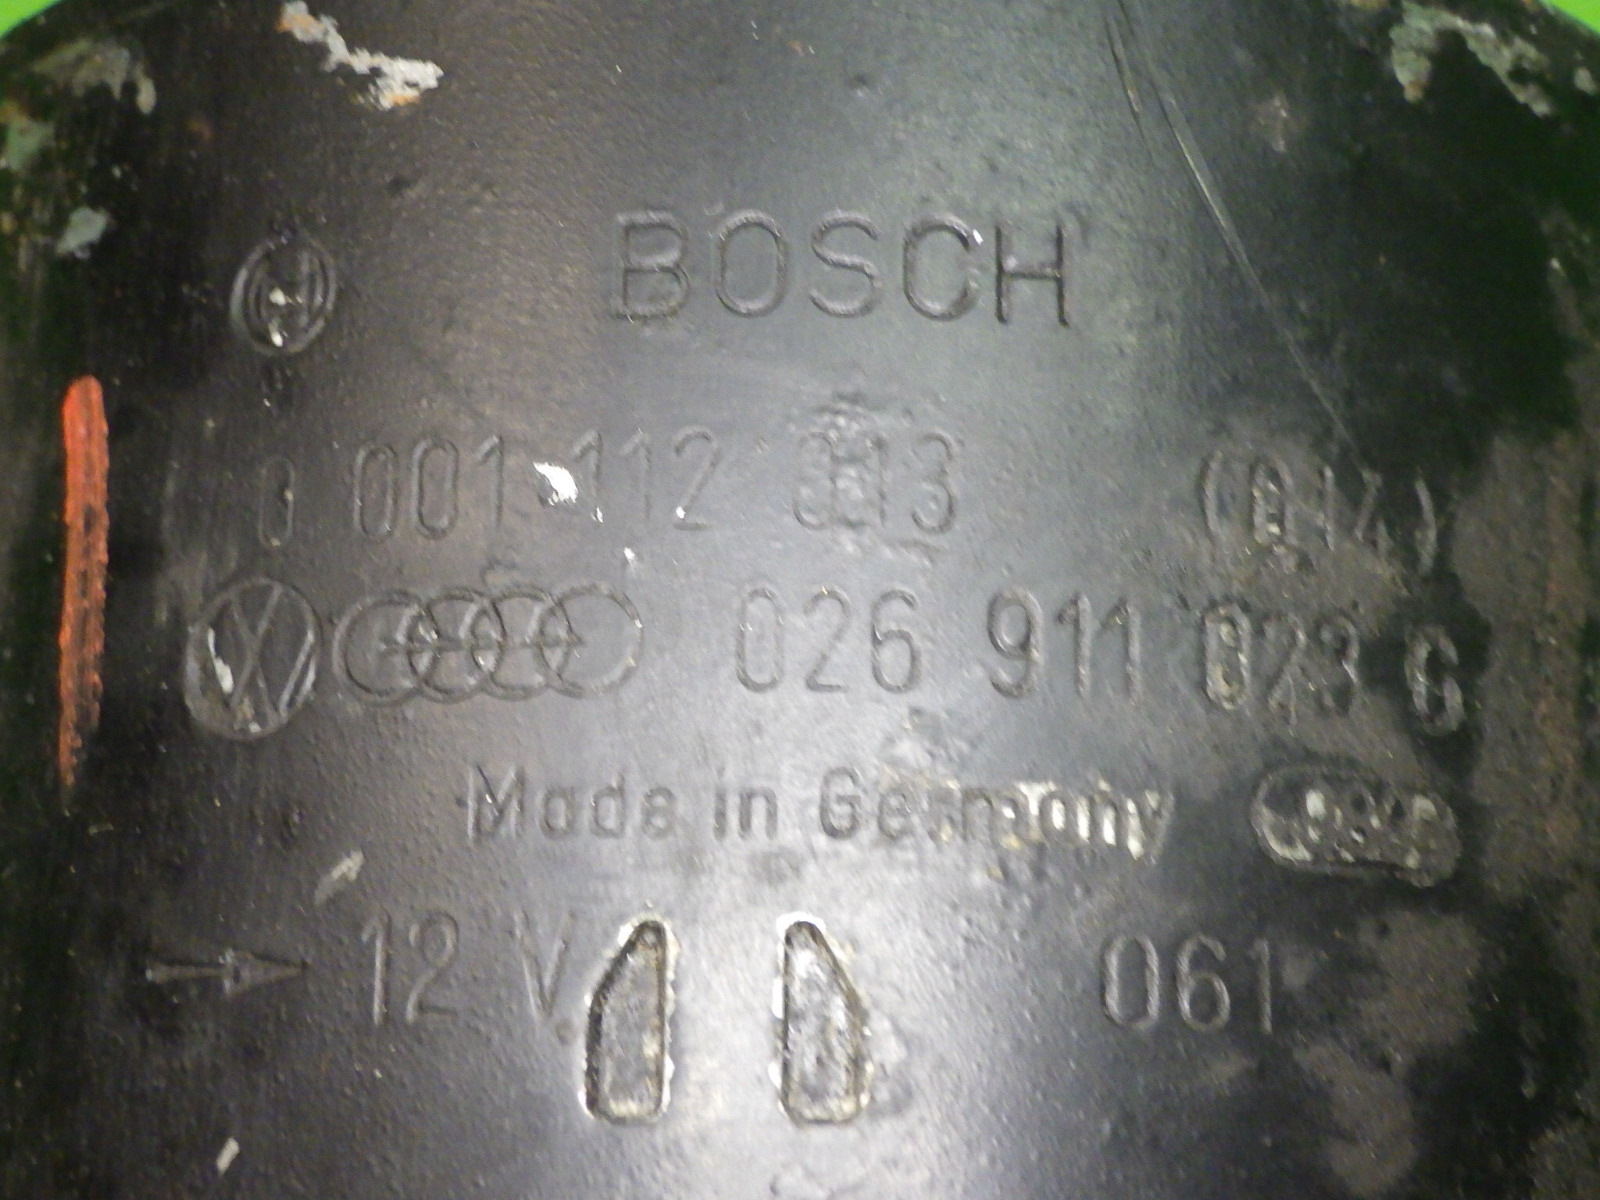 BOSCH
0 001 112 013 (014)
026 911 023 G
Made in Germany
12 V. 061